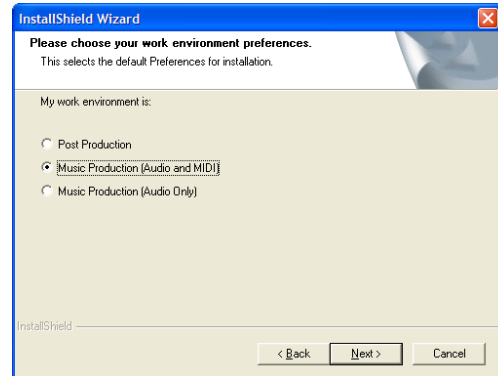 InstallShield Wizard
Please choose your work environment preferences.
This selects the default Preferences for installation.
My work environment is:
Post Production
Music Production (Audio and MIDI)
Music Production (Audio Only)
InstallShield
< Back Next > Cancel